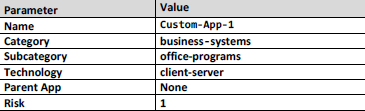 Parameter Value
Name Custom-App-1
Category business-systems
Subcategory office-programs
Technology client-server
Parent App None
Risk 1